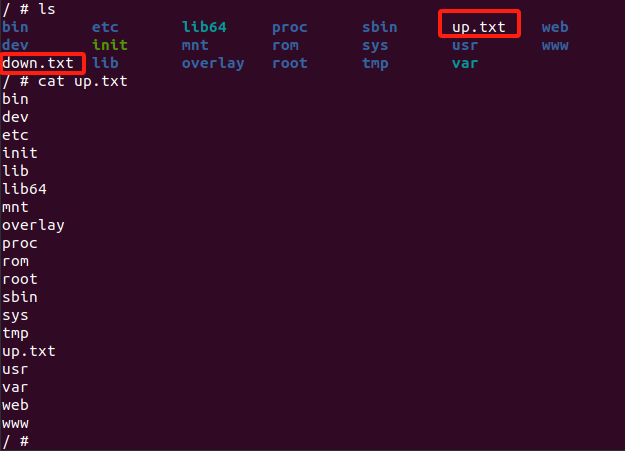 / # ls
bin etc lib64 proc sbin up.txt web
dev init mnt rom sys usr www
down.txt lib overlay root tmp var
/ # cat up.txt
bin
dev
etc
init
lib
lib64
mnt
overlay
proc
rom
root
sbin
sys
tmp
up.txt
usr
var
web
www
/ #